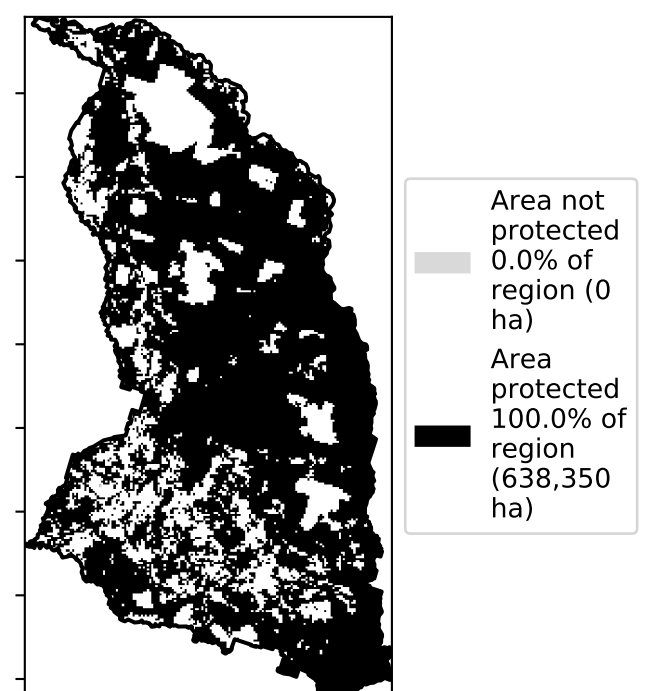 Area not
protected
0.0% of
region (0
ha)
Area
protected
100.0% of
region
(638,350
ha)